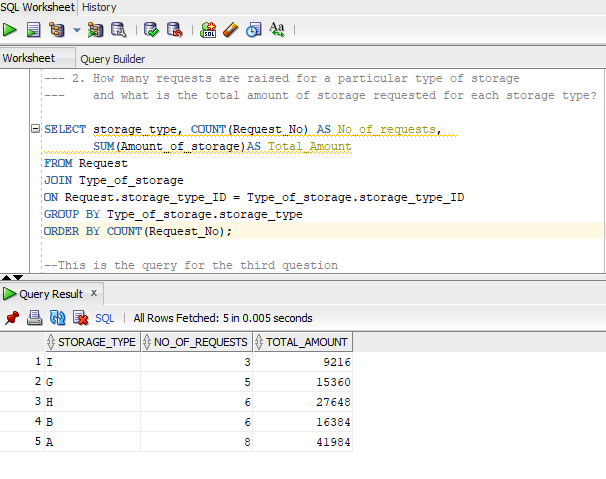 SQL Worksheet History
Worksheet Query Builder
--- 2. How many requests are raised for a particular type of storage
--- and what is the total amount of storage requested for each storage type?
SELECT storage_type, COUNT(Request_No) AS No_of_requests,
SUM(Amount_of_storage)AS Total_Amount
FROM Request
JOIN Type_of_storage
ON Request.storage_type_ID = Type_of_storage.storage_type_ID
GROUP BY Type_of_storage.storage_type
ORDER BY COUNT(Request_No);
--This is the query for the third question
Query Result x
SQL | All Rows Fetched: 5 in 0.005 seconds
STORAGE_TYPE NO_OF_REQUESTS TOTAL_AMOUNT
1 I 3 9216
2 G 5 15360
3 H 6 27648
4 B 6 16384
5 A 8 41984